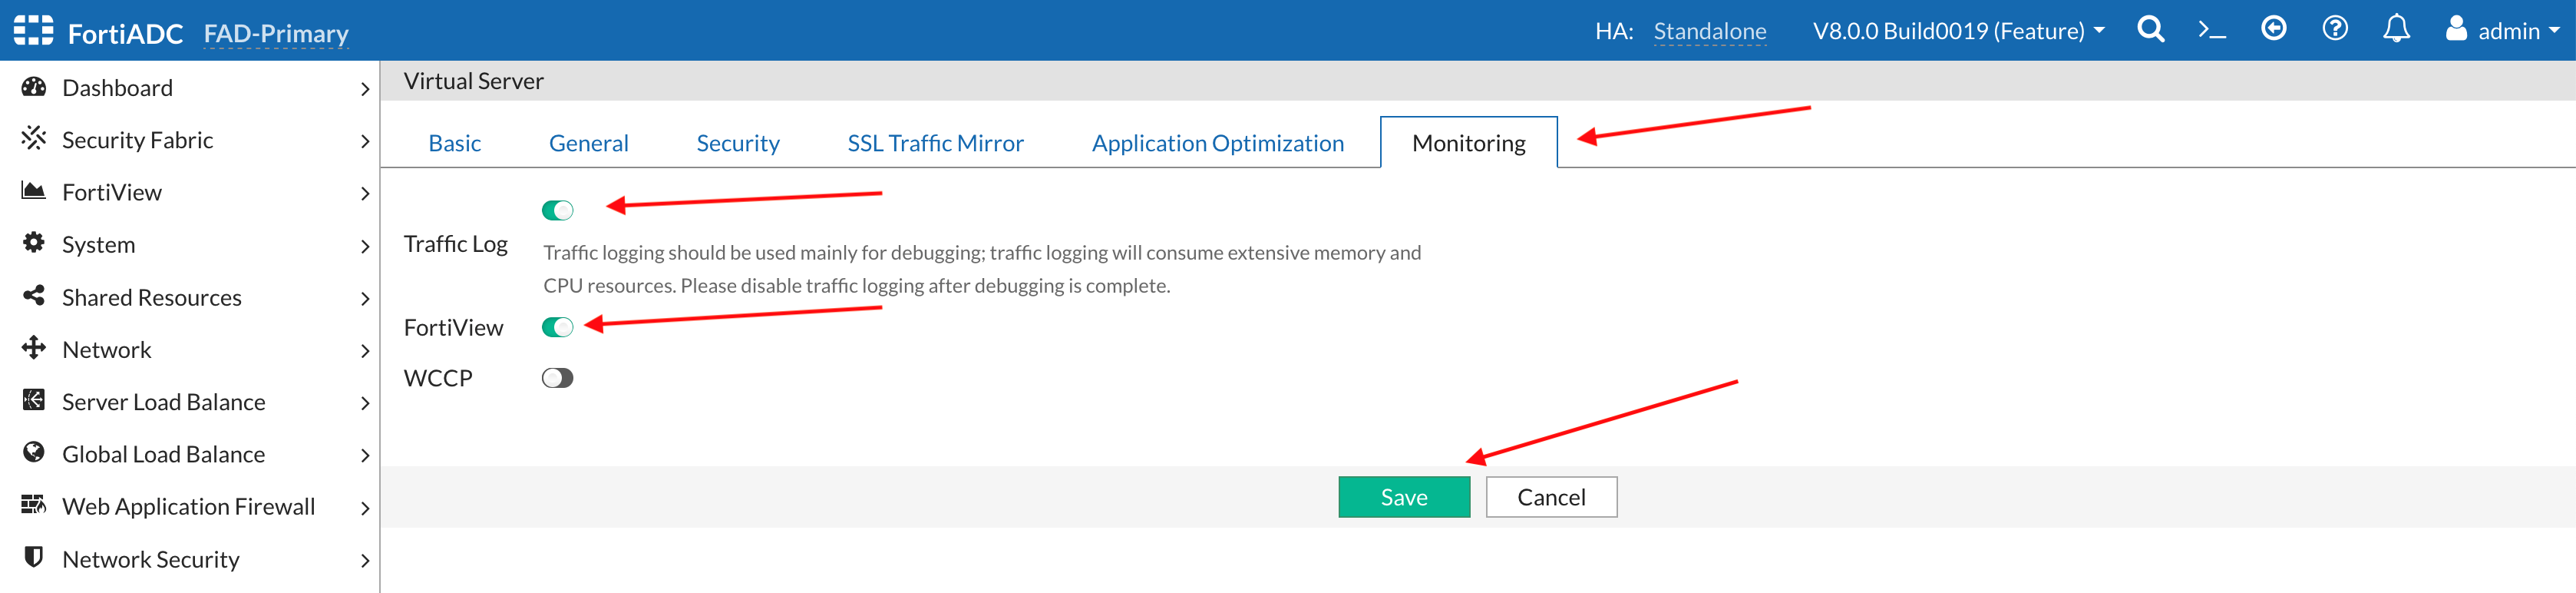 FortiADC FAD-Primary HA: Standalone V8.0.0 Build0019 (Feature) admin
Dashboard
Security Fabric
FortiView
System
Shared Resources
Network
Server Load Balance
Global Load Balance
Web Application Firewall
Network Security
Virtual Server
Basic General Security SSL Traffic Mirror Application Optimization Monitoring
Traffic Log
Traffic logging should be used mainly for debugging; traffic logging will consume extensive memory and
CPU resources. Please disable traffic logging after debugging is complete.
FortiView
WCCP
Save Cancel